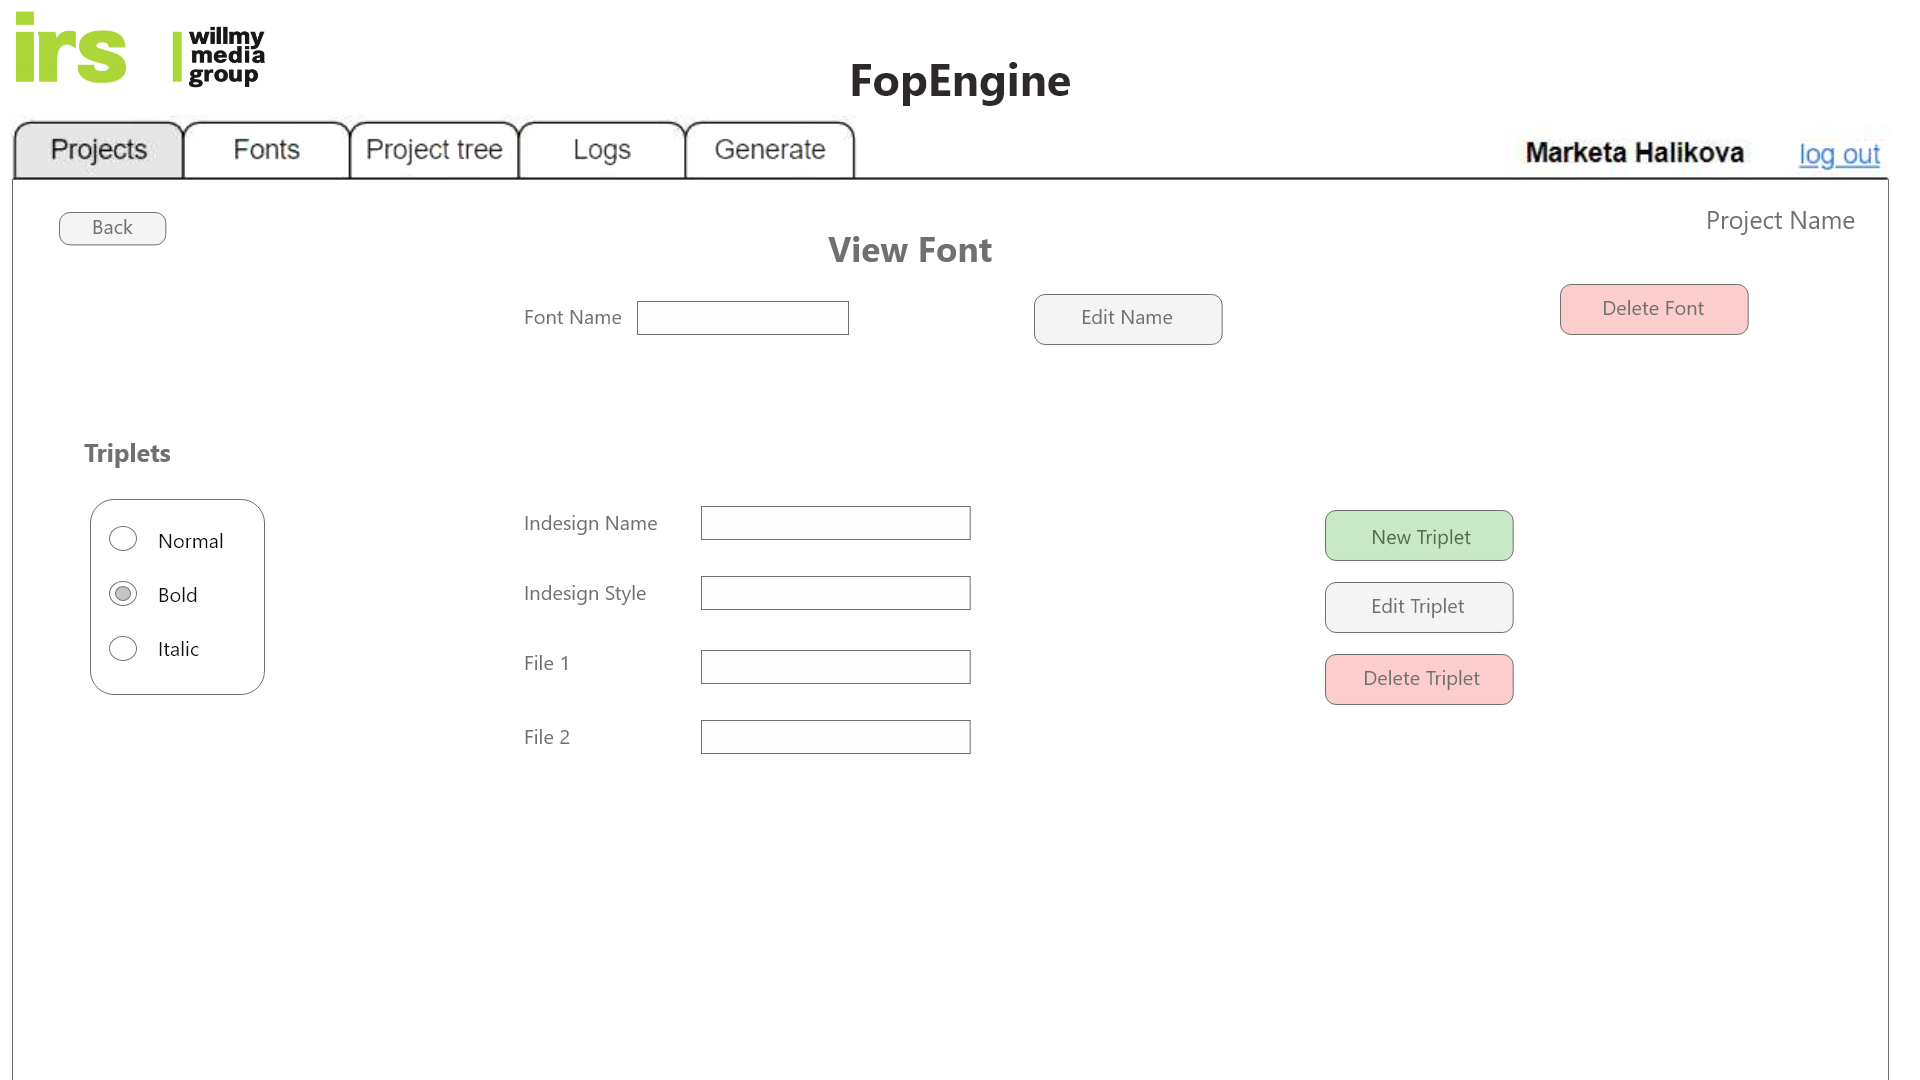 irs
willmy
media
group
FopEngine
Projects
Fonts
Project tree
Logs
Generate
Marketa Halikova
log out
Back
Project Name
View Font
Font Name
Edit Name
Delete Font
Triplets
Normal
Bold
Italic
Indesign Name
Indesign Style
File 1
File 2
New Triplet
Edit Triplet
Delete Triplet